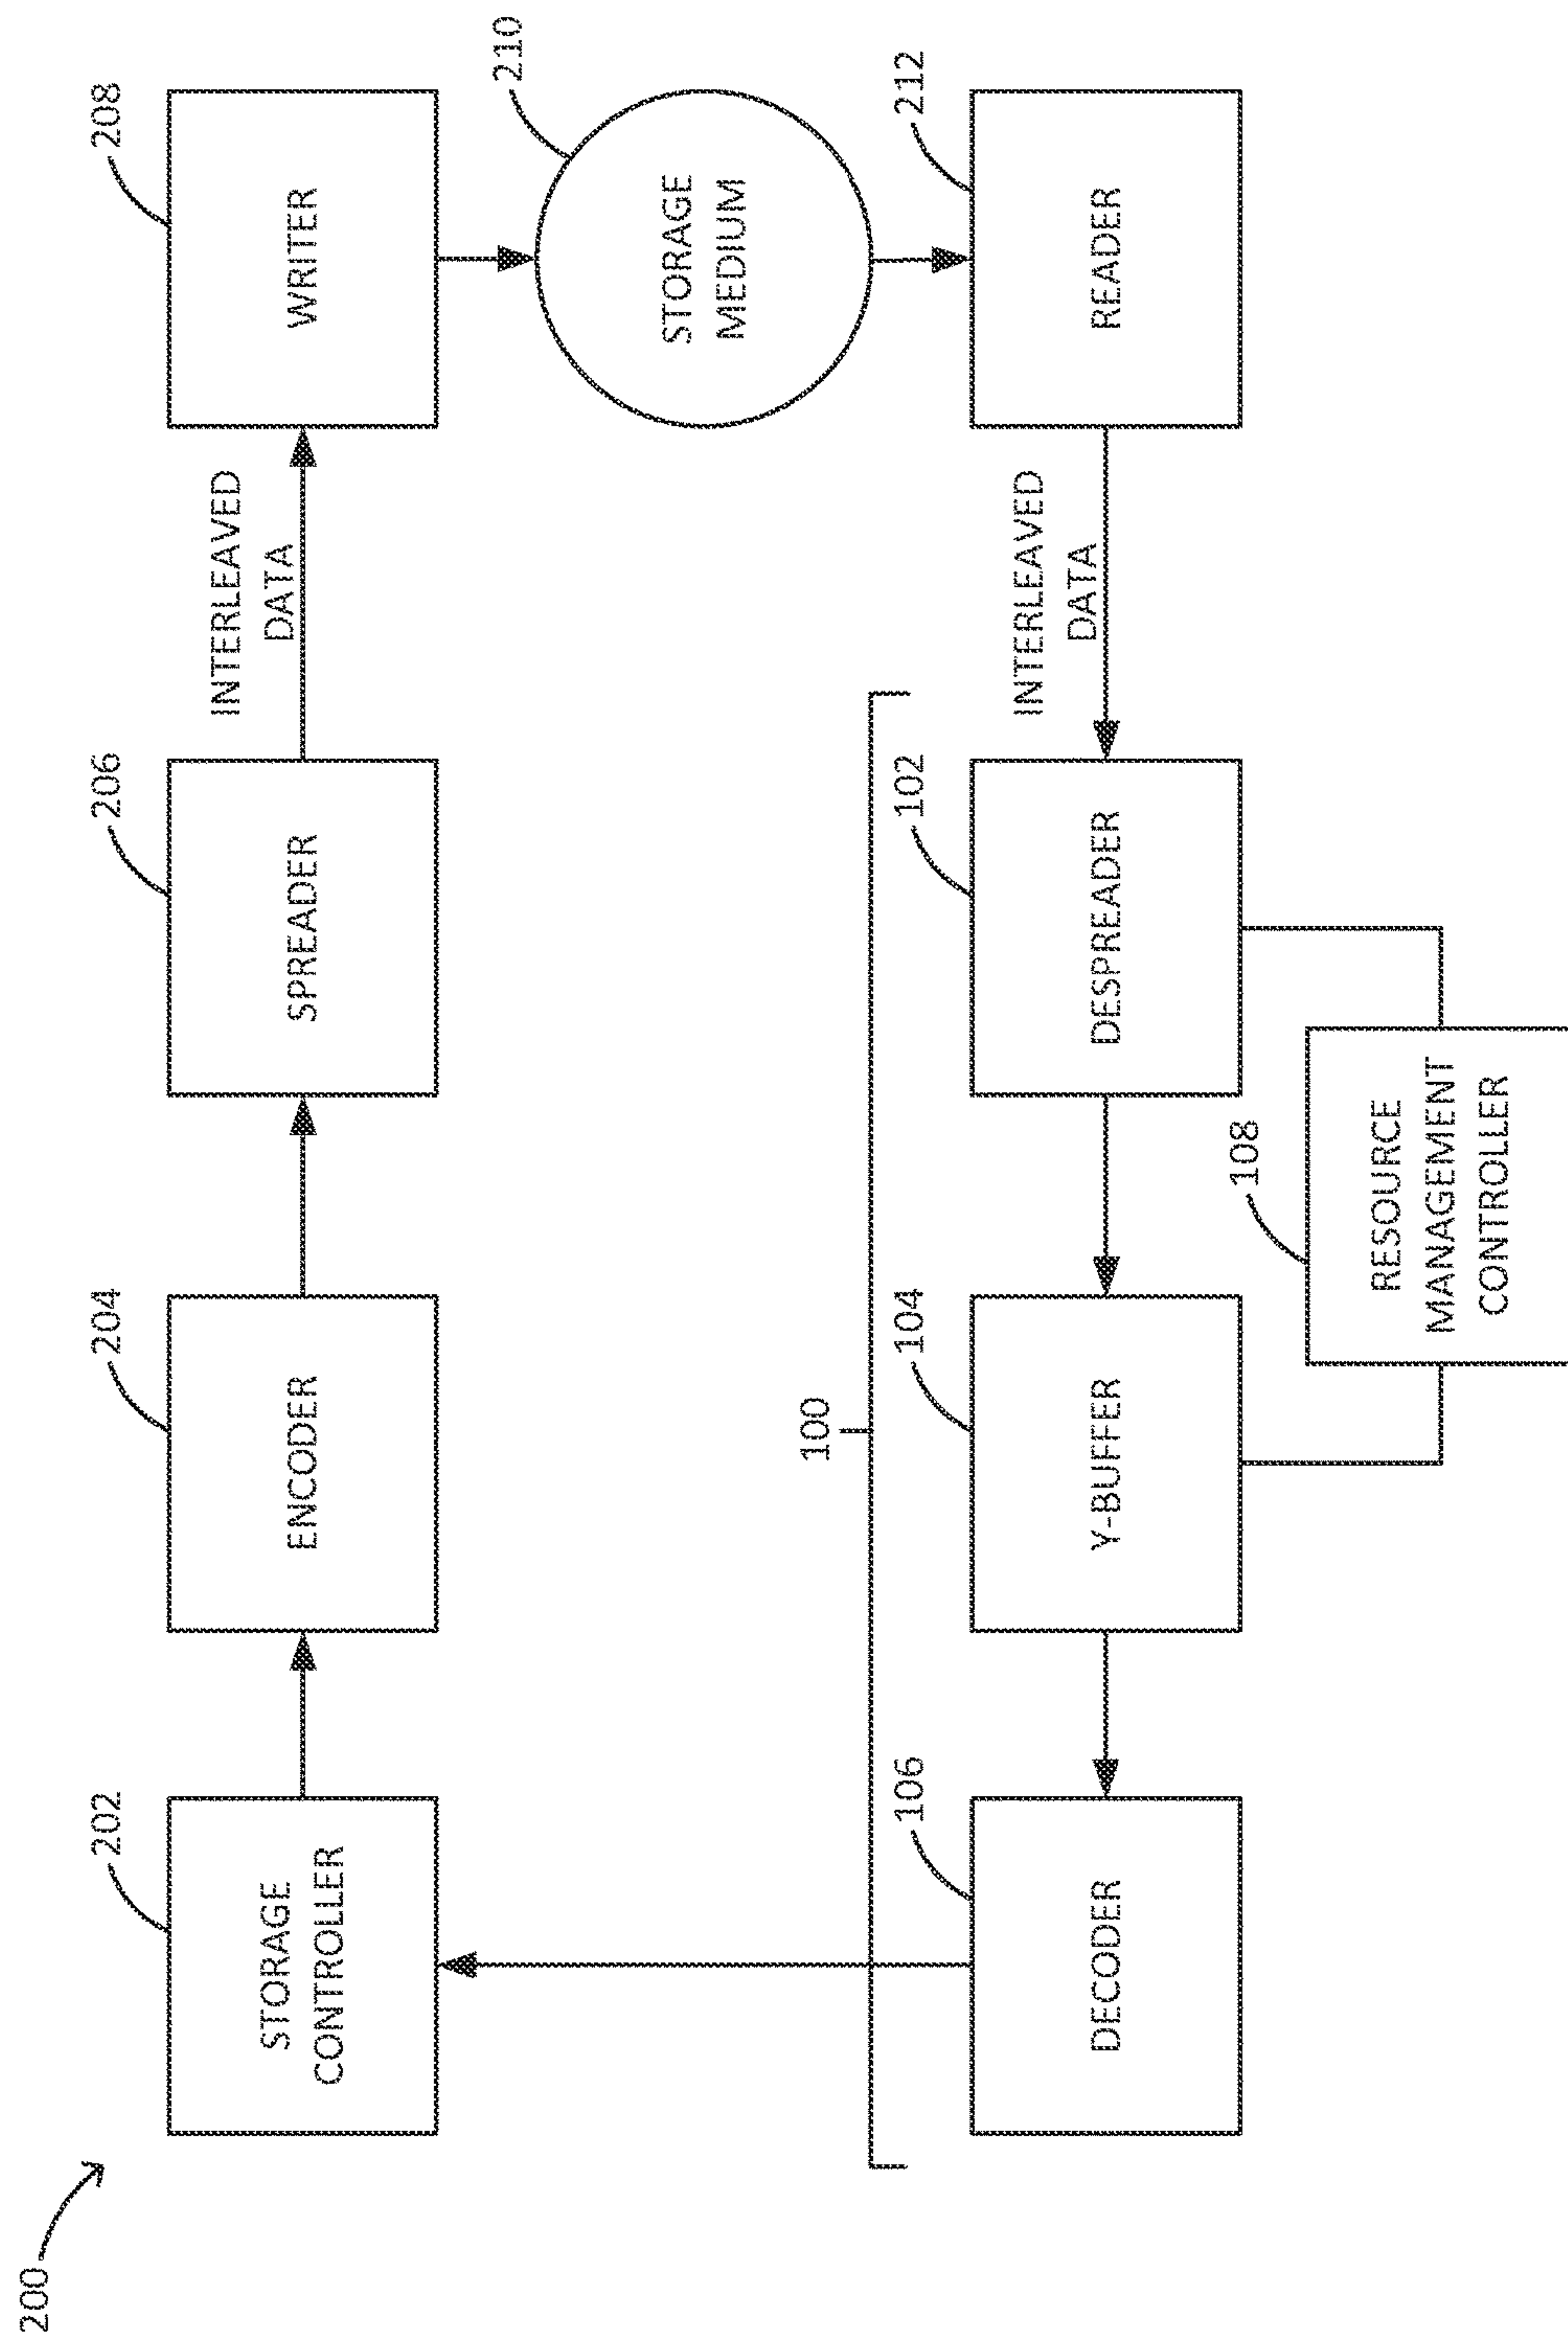 200
202
STORAGE
CONTROLLER
204
ENCODER
206
SPREADER
INTERLEAVED
DATA
208
WRITER
210
STORAGE
MEDIUM
212
READER
INTERLEAVED
DATA
100
102
DESPREADER
104
Y-BUFFER
106
DECODER
108
RESOURCE
MANAGEMENT
CONTROLLER